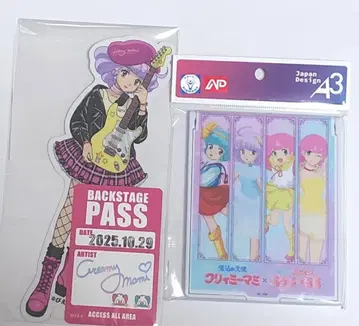 BACKSTAGE
PASS
DATE
2025.10.29
ARTIST
Creamy
Mami
ACCESS ALL AREA
AND
Japan
Design
A3
魔法の天使
クリィミーマミ×